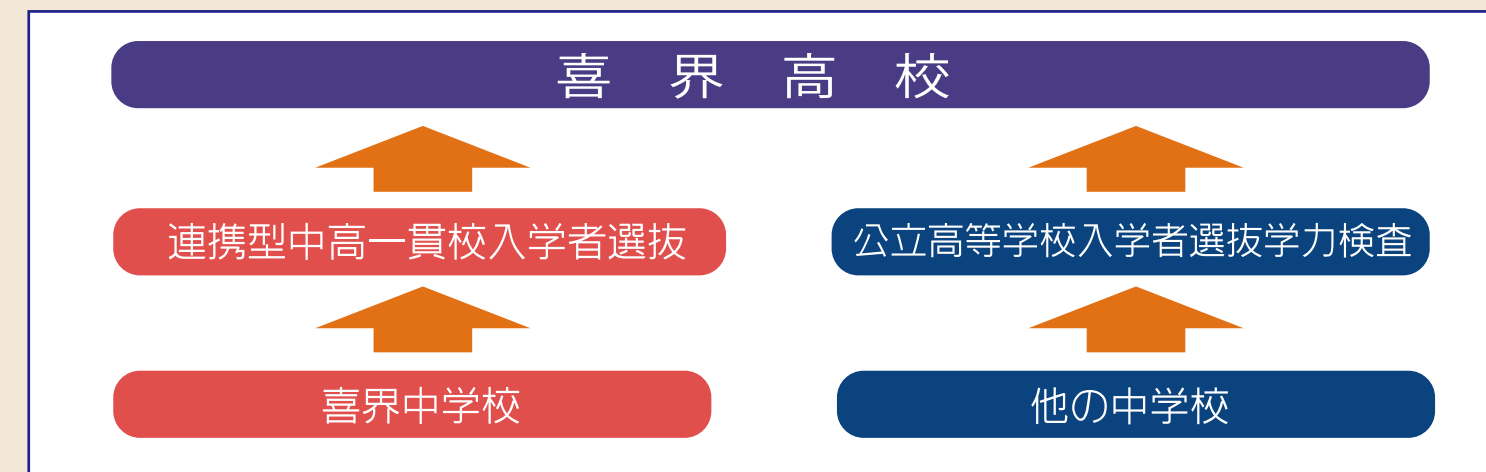 喜界高校
連携型中高一貫校入学者選抜
公立高等学校入学者選抜学力検査
喜界中学校
他の中学校